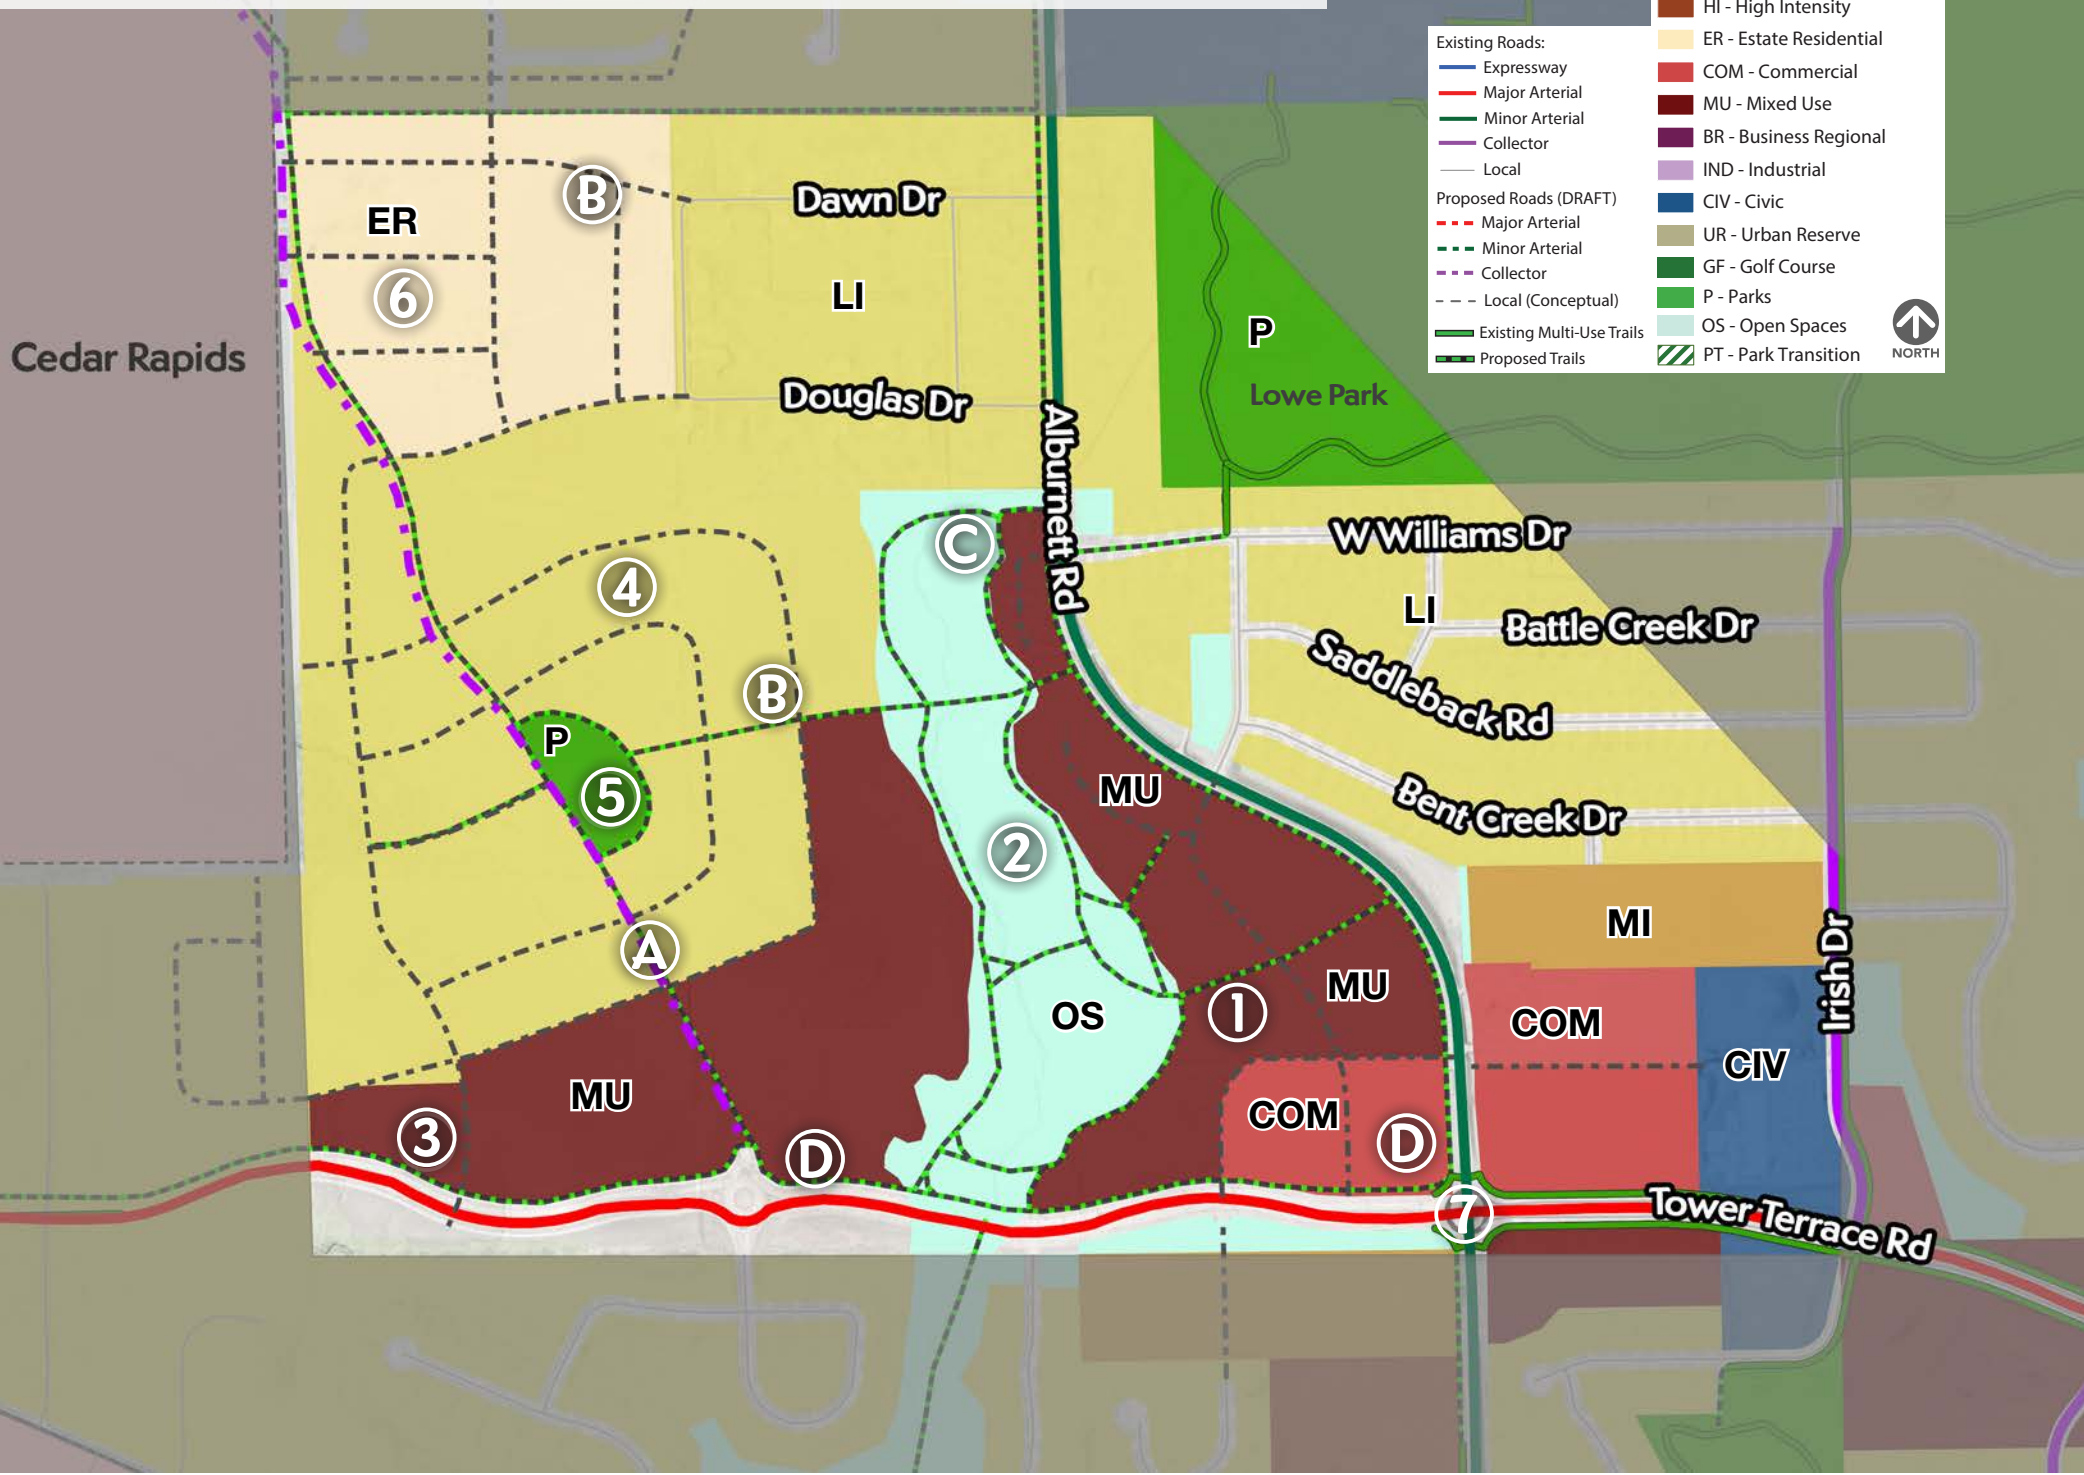 HI - High Intensity
ER - Estate Residential
COM - Commercial
MU - Mixed Use
BR - Business Regional
IND - Industrial
CIV - Civic
UR - Urban Reserve
GF - Golf Course
P - Parks
OS - Open Spaces
PT - Park Transition
NORTH
Existing Roads:
Expressway
Major Arterial
Minor Arterial
Collector
Local
Proposed Roads (DRAFT)
Major Arterial
Minor Arterial
Collector
Local (Conceptual)
Existing Multi-Use Trails
Proposed Trails
B
Dawn Dr
ER
6
LI
P
Cedar Rapids
Lowe Park
Douglas Dr
Alburnett Rd
C
W Williams Dr
4
LI
Battle Creek Dr
Saddleback Rd
B
P
5
MU
Bent Creek Dr
2
A
MI
Irish Dr
MU
OS
1
COM
CIV
MU
COM
3
D
D
7
Tower Terrace Rd